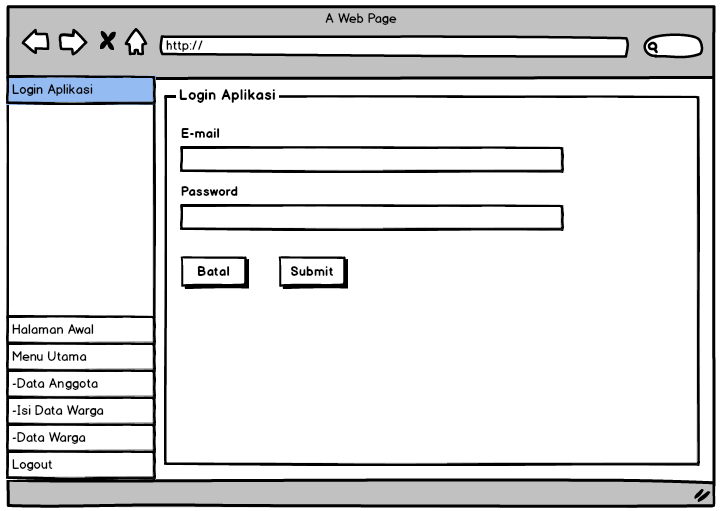 A Web Page
http://
Login Aplikasi
Login Aplikasi
E-mail
Password
Batal
Submit
Halaman Awal
Menu Utama
-Data Anggota
-Isi Data Warga
-Data Warga
Logout